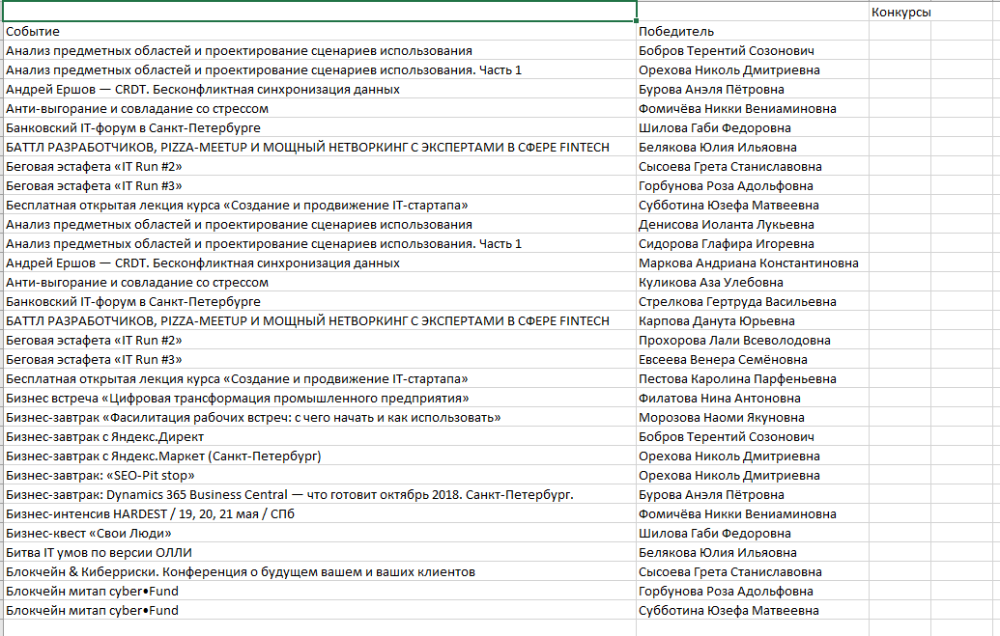 Конкурсы
Событие Победитель
Анализ предметных областей и проектирование сценариев использования Бобров Терентий Созонович
Анализ предметных областей и проектирование сценариев использования. Часть 1 Орехова Николь Дмитриевна
Андрей Ершов — CRDT. Бесконфликтная синхронизация данных Бурова Анэля Пётровна
Анти-выгорание и совладание со стрессом Фомичёва Никки Вениаминовна
Банковский IT-форум в Санкт-Петербурге Шилова Габи Федоровна
БАТТЛ РАЗРАБОТЧИКОВ, PIZZA-MEETUP И МОЩНЫЙ НЕТВОРКИНГ С ЭКСПЕРТАМИ В СФЕРЕ FINTECH Белякова Юлия Ильяовна
Беговая эстафета «IT Run #2» Сысоева Грета Станиславовна
Беговая эстафета «IT Run #3» Горбунова Роза Адольфовна
Бесплатная открытая лекция курса «Создание и продвижение IT-стартапа» Субботина Юзефа Матвеевна
Анализ предметных областей и проектирование сценариев использования Денисова Иоланта Лукьевна
Анализ предметных областей и проектирование сценариев использования. Часть 1 Сидорова Глафира Игоревна
Андрей Ершов — CRDT. Бесконфликтная синхронизация данных Маркова Андриана Константиновна
Анти-выгорание и совладание со стрессом Куликова Аза Улебовна
Банковский IT-форум в Санкт-Петербурге Стрелкова Гертруда Васильевна
БАТТЛ РАЗРАБОТЧИКОВ, PIZZA-MEETUP И МОЩНЫЙ НЕТВОРКИНГ С ЭКСПЕРТАМИ В СФЕРЕ FINTECH Карпова Данута Юрьевна
Беговая эстафета «IT Run #2» Прохорова Лали Всеволодовна
Беговая эстафета «IT Run #3» Евсеева Венера Семёновна
Бесплатная открытая лекция курса «Создание и продвижение IT-стартапа» Пестова Каролина Парфеньевна
Бизнес встреча «Цифровая трансформация промышленного предприятия» Филатова Нина Антоновна
Бизнес-завтрак «Фасилитация рабочих встреч: с чего начать и как использовать» Морозова Наоми Якуновна
Бизнес-завтрак с Яндекс.Директ Бобров Терентий Созонович
Бизнес-завтрак с Яндекс.Маркет (Санкт-Петербург) Орехова Николь Дмитриевна
Бизнес-завтрак: «SEO-Pit stop» Орехова Николь Дмитриевна
Бизнес-завтрак: Dynamics 365 Business Central — что готовит октябрь 2018. Санкт-Петербург. Бурова Анэля Пётровна
Бизнес-интенсив HARDEST / 19, 20, 21 мая / СПб Фомичёва Никки Вениаминовна
Бизнес-квест «Свои Люди» Шилова Габи Федоровна
Битва IT умов по версии ОЛЛИ Белякова Юлия Ильяовна
Блокчейн & Киберриски. Конференция о будущем вашем и ваших клиентов Сысоева Грета Станиславовна
Блокчейн митап cyber•Fund Горбунова Роза Адольфовна
Блокчейн митап cyber•Fund Субботина Юзефа Матвеевна